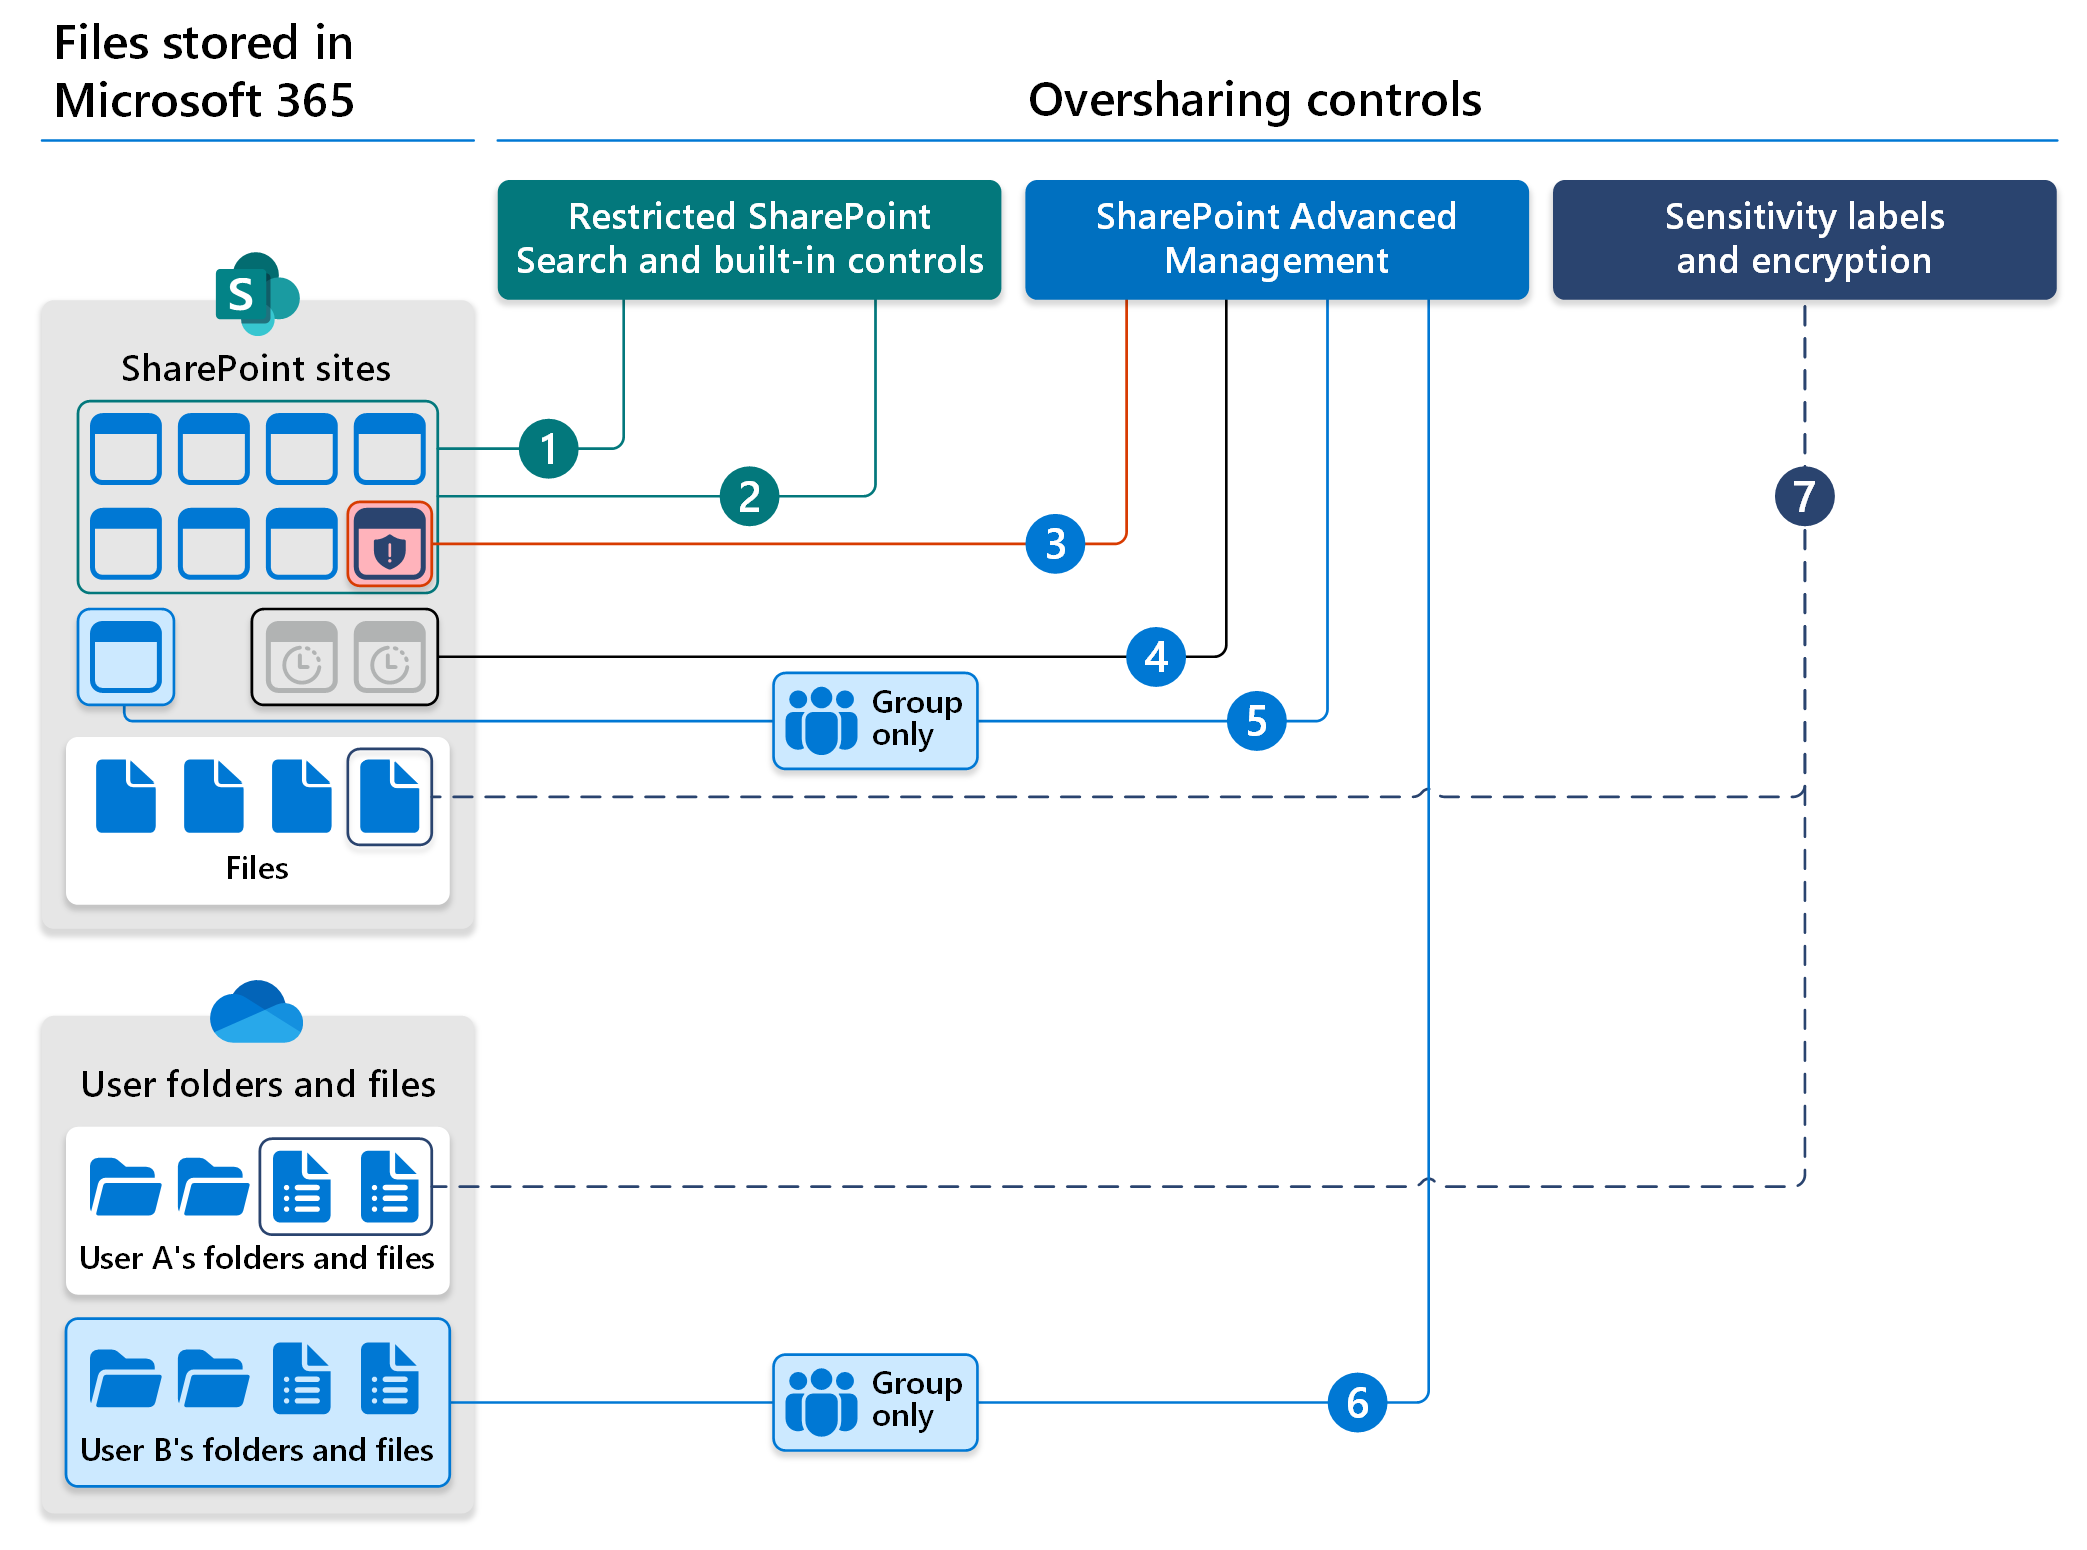 Files stored in
Microsoft 365
Oversharing controls
Restricted SharePoint
Search and built-in controls
SharePoint Advanced
Management
Sensitivity labels
and encryption
S
SharePoint sites
1
2
3
4
5
6
7
Group
only
Files
User folders and files
User A's folders and files
User B's folders and files
Group
only